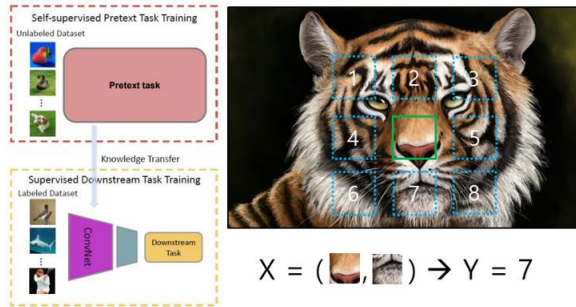 Self-supervised Pretext Task Training
Unlabeled Dataset
Pretext task
Knowledge Transfer
Supervised Downstream Task Training
Labeled Dataset
ConvNet
Downstream
Task
1 2 3
4 5
6 7 8
X = ( , ) → Y = 7